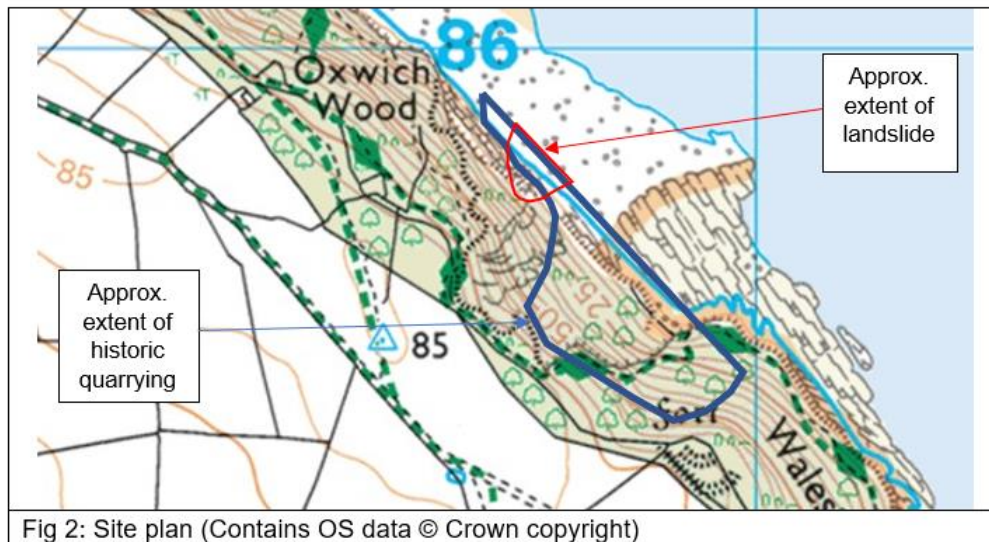 86
Oxwich
Wood
Approx.
extent of
landslide
85
Approx.
extent of
historic
quarrying
50
25
85
Wales
Fig 2: Site plan (Contains OS data © Crown copyright)